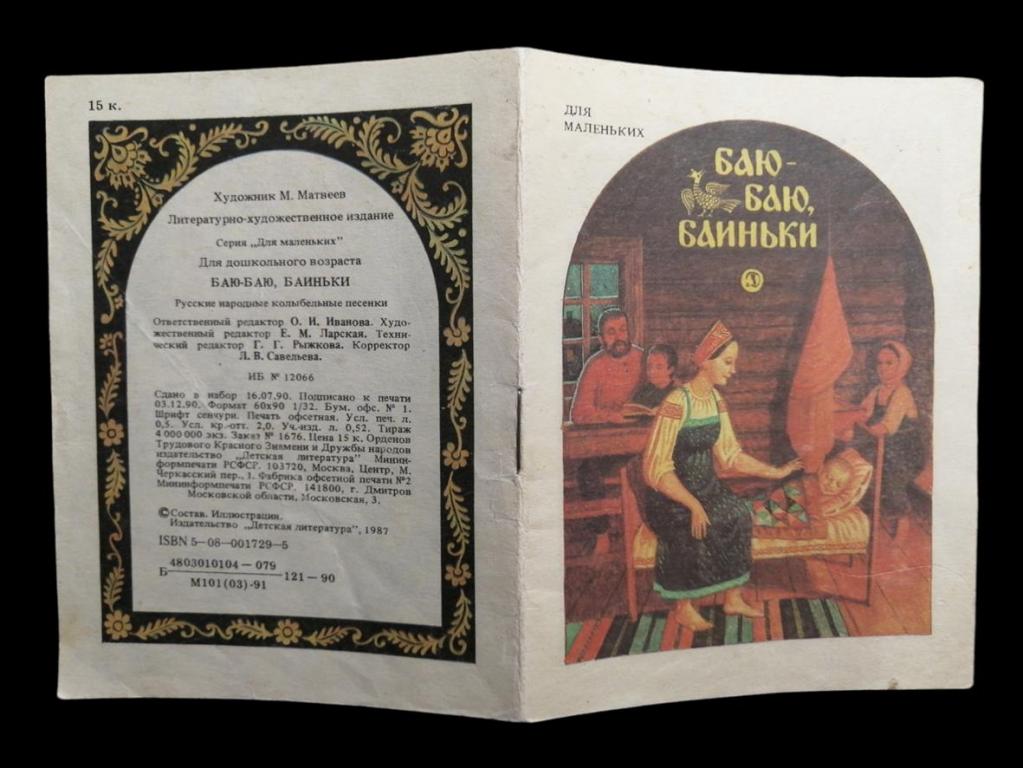 15 к.
Художник М. Матвеев
Литературно-художественное издание
Серия „Для маленьких"
Для дошкольного возраста
БАЮ-БАЮ, БАИНЬКИ
Русские народные колыбельные песенки
Ответственный редактор О. И. Иванова. Худо-
жественный редактор Е. М. Ларская. Техни-
ческий редактор Г. Г. Рыжкова. Корректор
Л. В. Савельева.
ИБ № 12066
Сдано в набор 16.07.90. Подписано к печати
03.12.90. Формат 60х90 1/32. Бум. офс. № 1.
Шрифт сенчури. Печать офсетная. Усл. печ. л.
0,5. Усл. кр.-отт. 2,0. Уч.-изд. л. 0,52. Тираж
4 000 000 экз. Заказ № 1676. Цена 15 к. Орденов
Трудового Красного Знамени и Дружбы народов
издательство „Детская литература" Минин-
формпечати РСФСР. 103720, Москва, Центр, М.
Черкасский пер., 1. Фабрика офсетной печати №2
Мининформпечати РСФСР. 141800, г. Дмитров
Московской области, Московская, 3.
©Состав. Иллюстрации.
Издательство „Детская литература", 1987
ISBN 5—08—001729—5
Б 4803010104—079 121—90
М101(03)-91
ДЛЯ
МАЛЕНЬКИХ
БАЮ-
БАЮ,
БАИНЬКИ